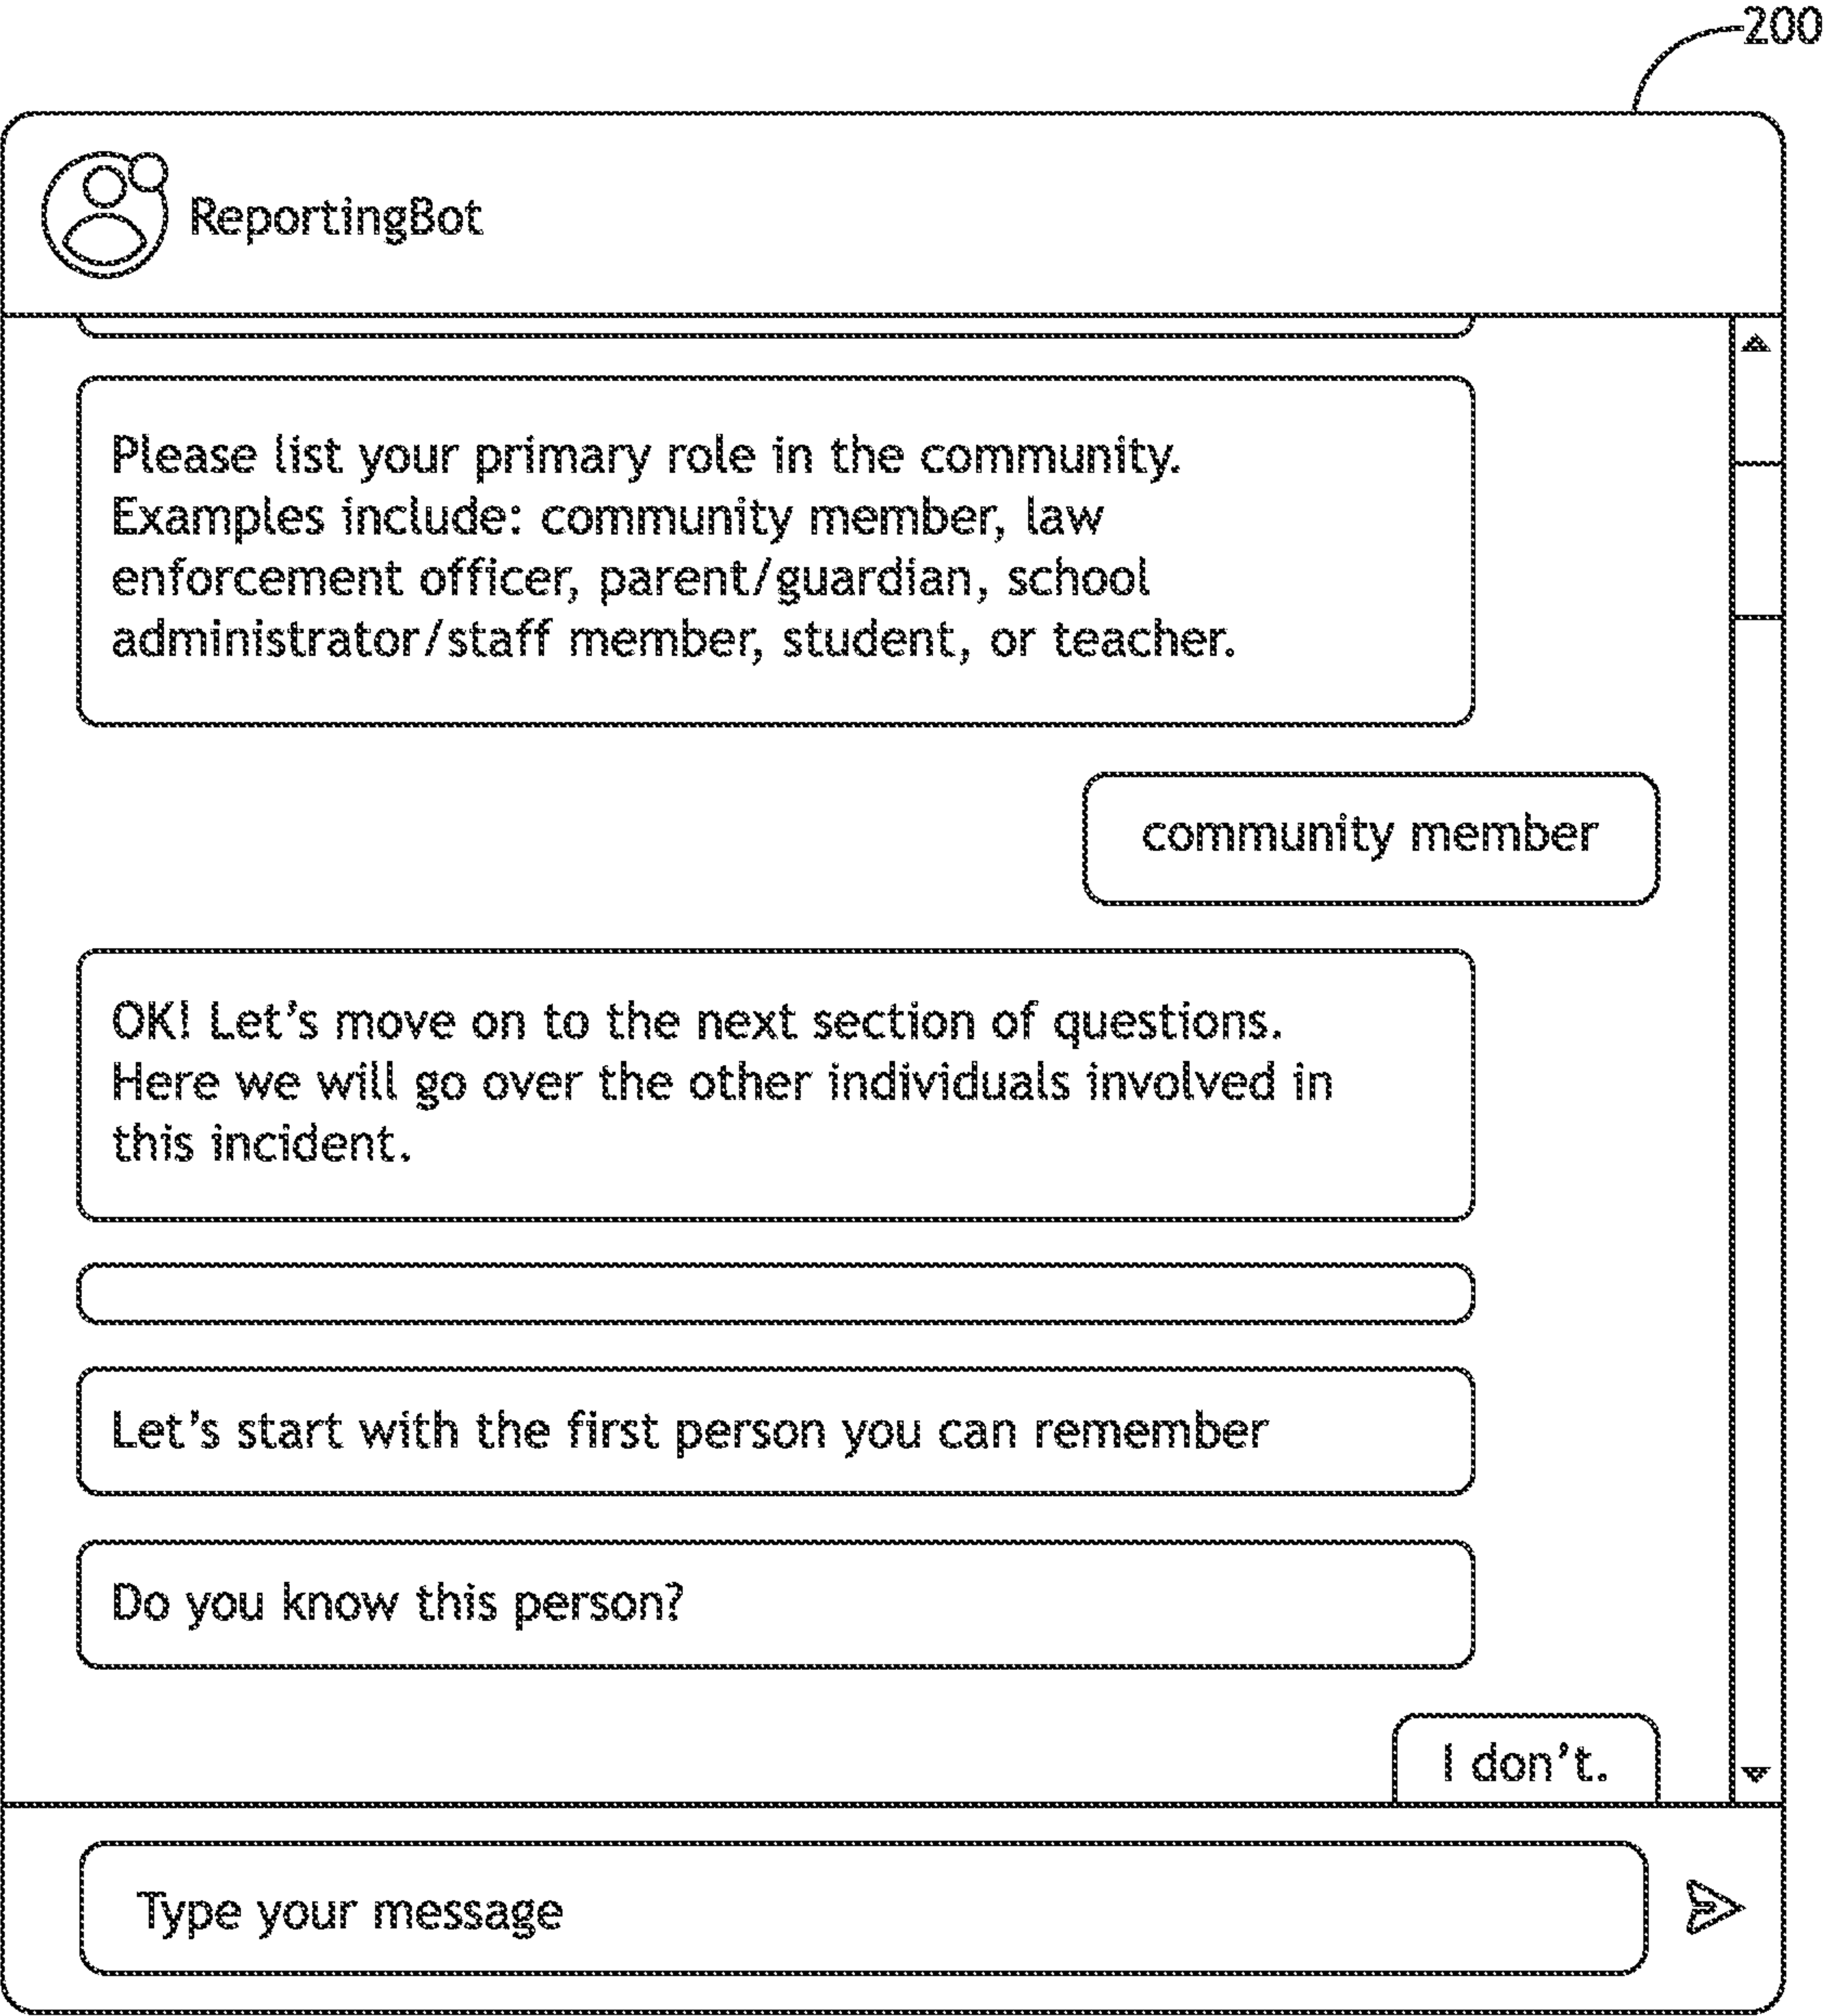 200
ReportingBot
Please list your primary role in the community.
Examples include: community member, law
enforcement officer, parent/guardian, school
administrator/staff member, student, or teacher.
community member
OK! Let's move on to the next section of questions.
Here we will go over the other individuals involved in
this incident.
Let's start with the first person you can remember
Do you know this person?
I don't.
Type your message